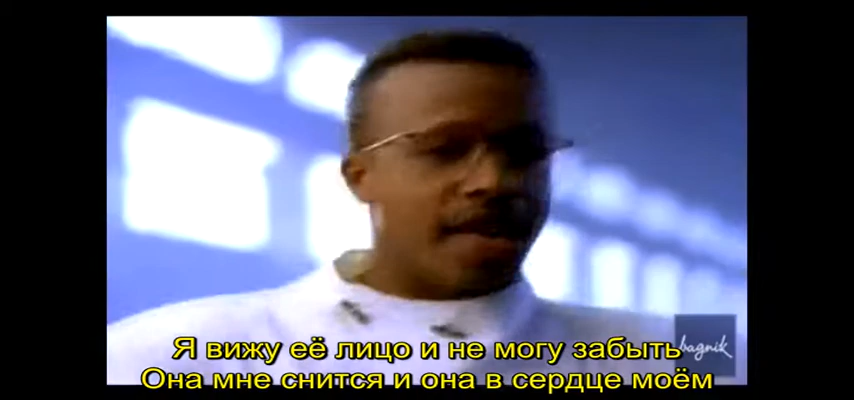 bagnik
Я вижу её лицо и не могу забыть
Она мне снится и она в сердце моём